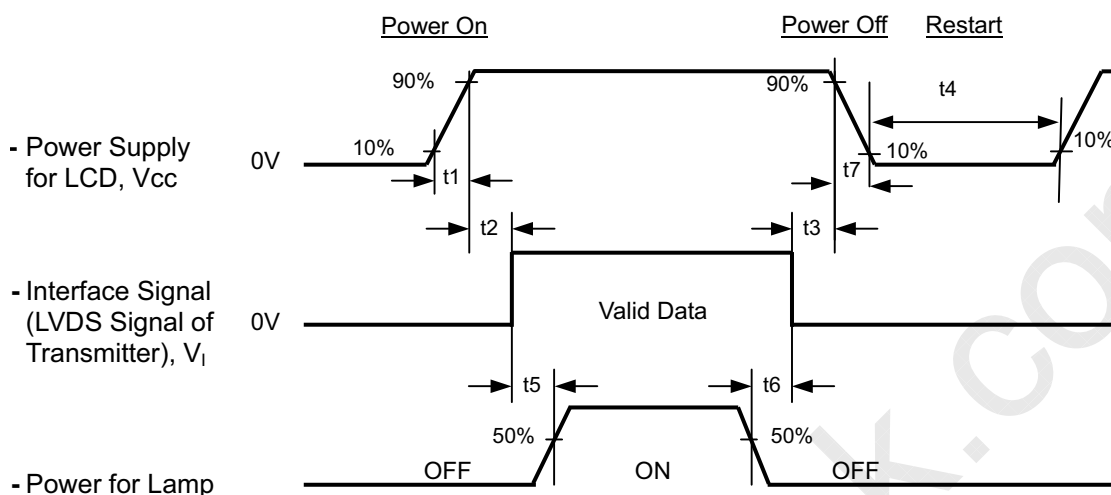 Power On
Power Off
Restart
90%
90%
t4
- Power Supply
for LCD, Vcc
0V
10%
10%
10%
t1
t7
t2
t3
- Interface Signal
(LVDS Signal of
Transmitter), VI
0V
Valid Data
t5
t6
50%
50%
- Power for Lamp
OFF
ON
OFF